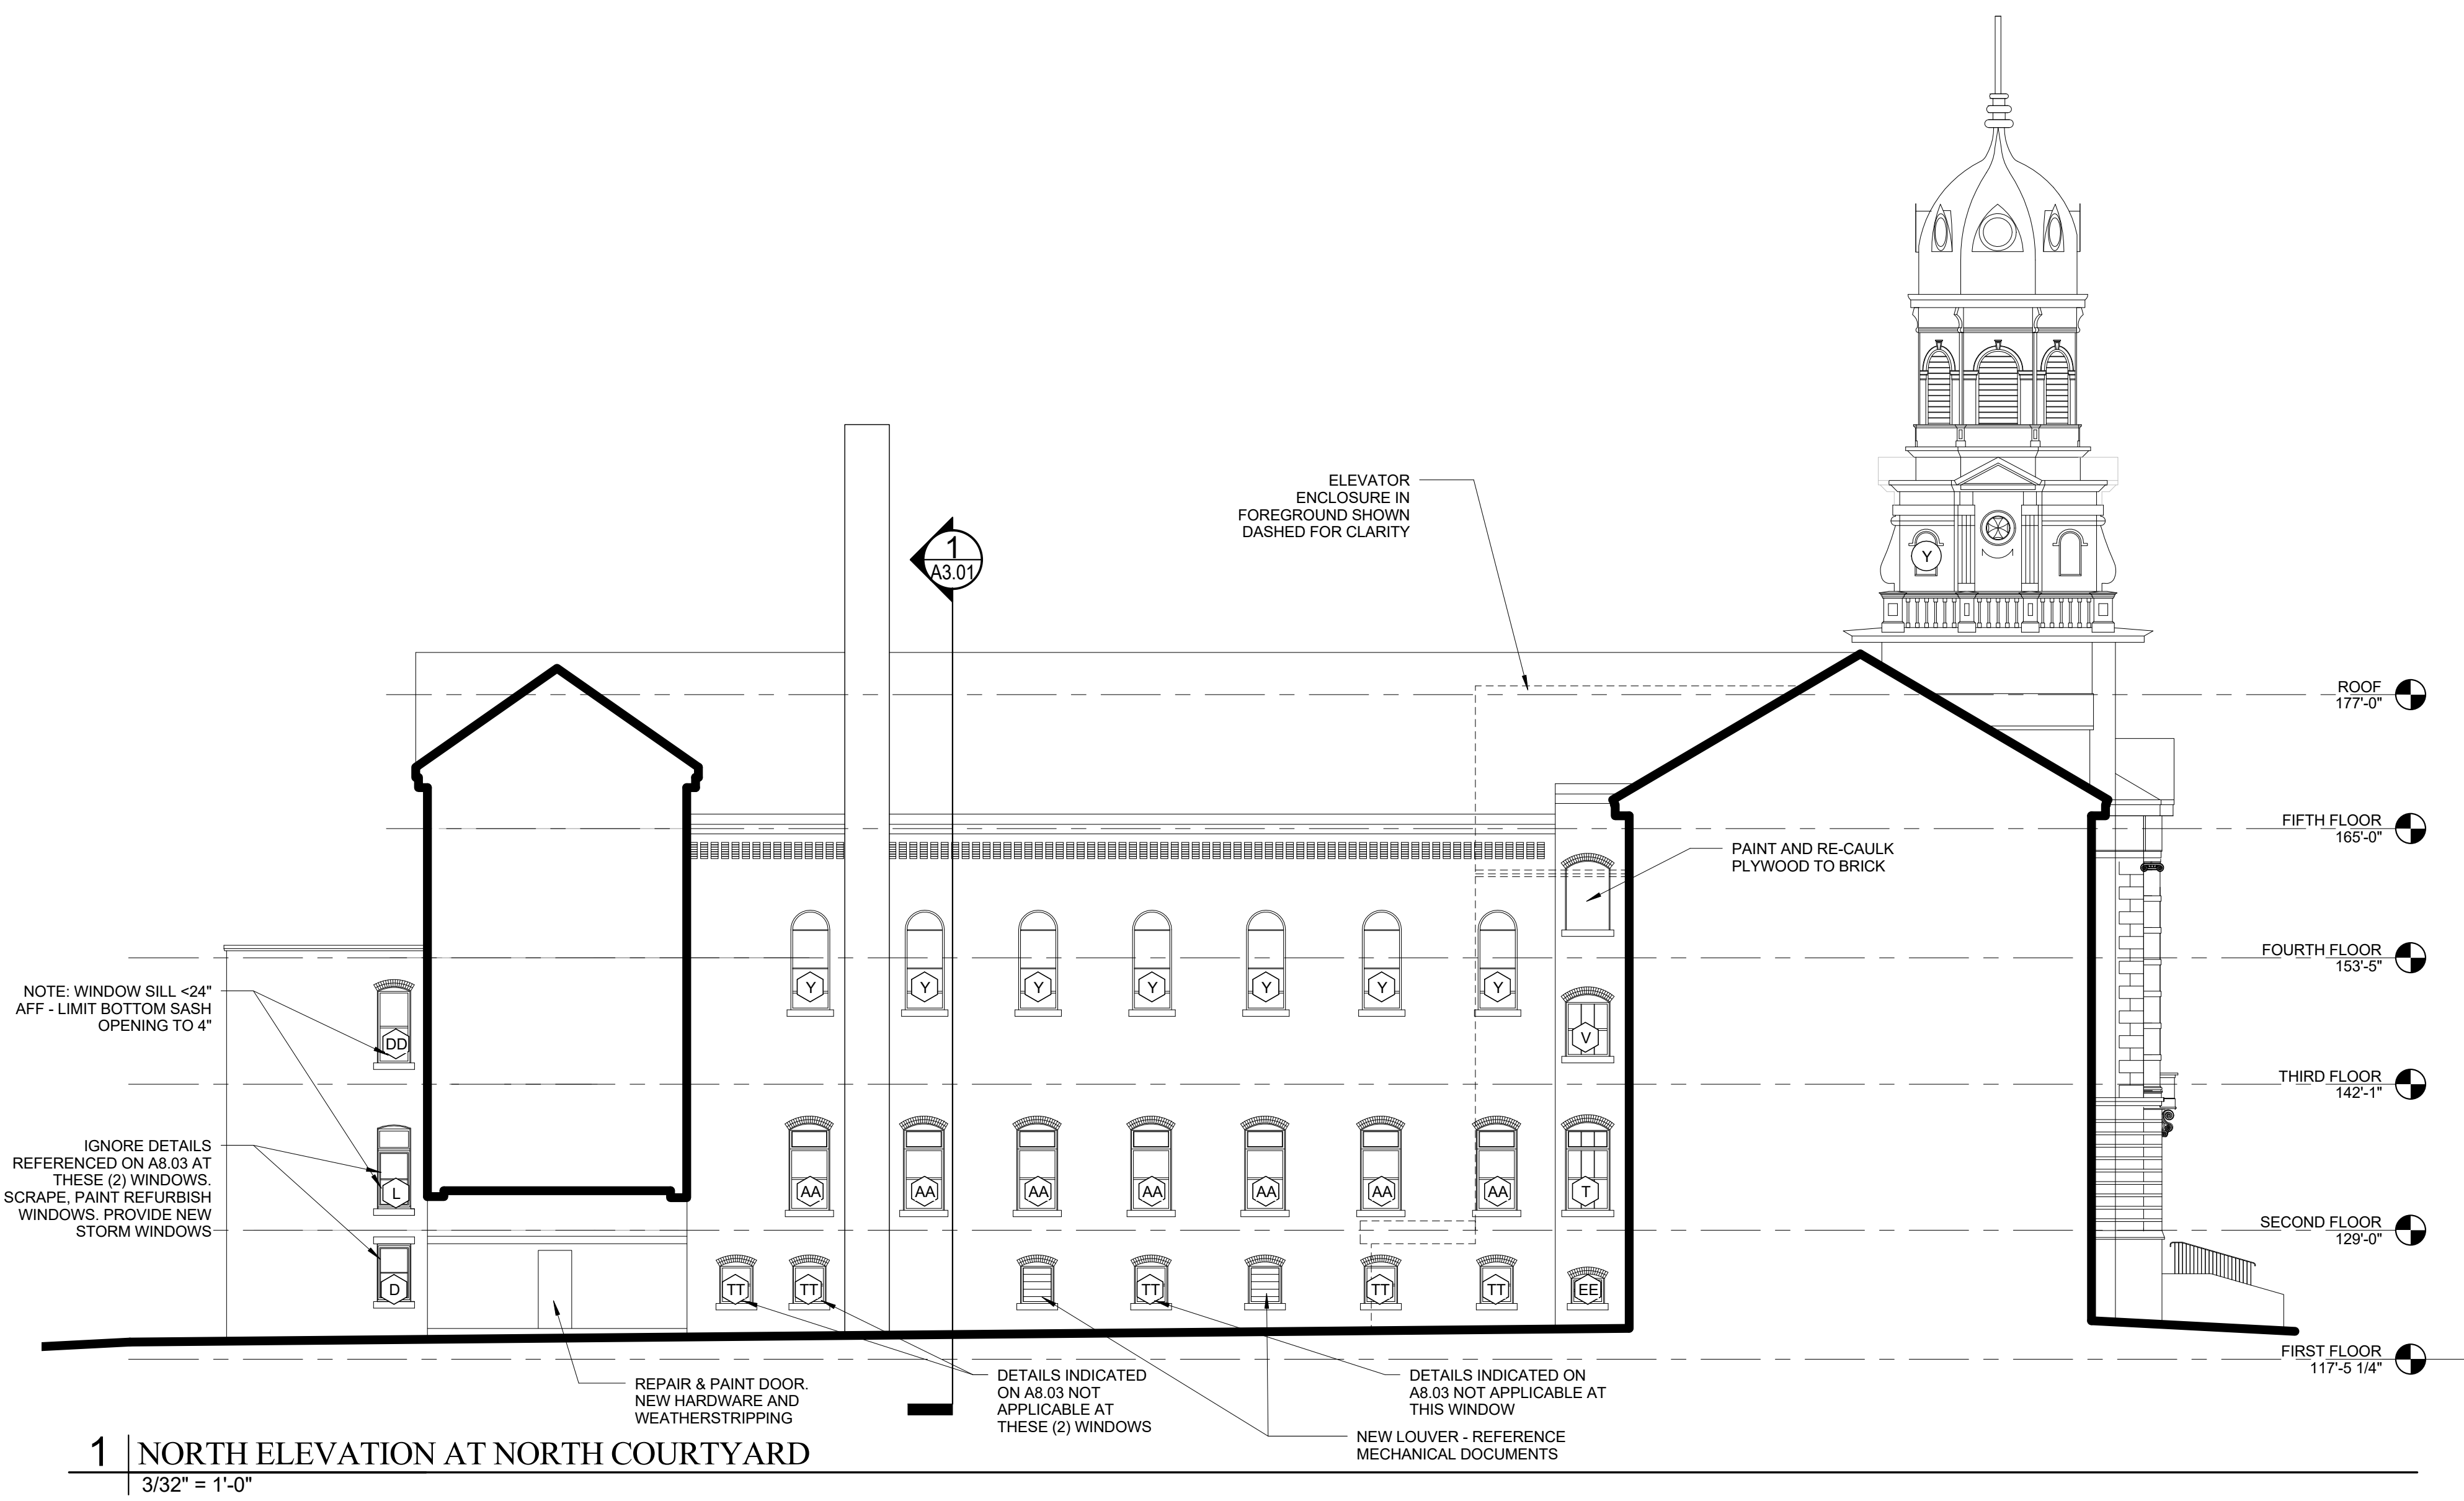 ELEVATOR
ENCLOSURE IN
FOREGROUND SHOWN
DASHED FOR CLARITY
1
A3.01
Y
ROOF
177'-0"
FIFTH FLOOR
165'-0"
PAINT AND RE-CAULK
PLYWOOD TO BRICK
FOURTH FLOOR
153'-5"
NOTE: WINDOW SILL <24"
AFF - LIMIT BOTTOM SASH
OPENING TO 4"
Y Y Y Y Y Y Y
DD
V
THIRD FLOOR
142'-1"
IGNORE DETAILS
REFERENCED ON A8.03 AT
THESE (2) WINDOWS.
SCRAPE, PAINT REFURBISH
WINDOWS. PROVIDE NEW
STORM WINDOWS
L AA AA AA AA AA AA AA T
SECOND FLOOR
129'-0"
D TT TT TT TT TT EE
FIRST FLOOR
117'-5 1/4"
REPAIR & PAINT DOOR.
NEW HARDWARE AND
WEATHERSTRIPPING
DETAILS INDICATED
ON A8.03 NOT
APPLICABLE AT
THESE (2) WINDOWS
DETAILS INDICATED ON
A8.03 NOT APPLICABLE AT
THIS WINDOW
NEW LOUVER - REFERENCE
MECHANICAL DOCUMENTS
1 NORTH ELEVATION AT NORTH COURTYARD
3/32" = 1'-0"